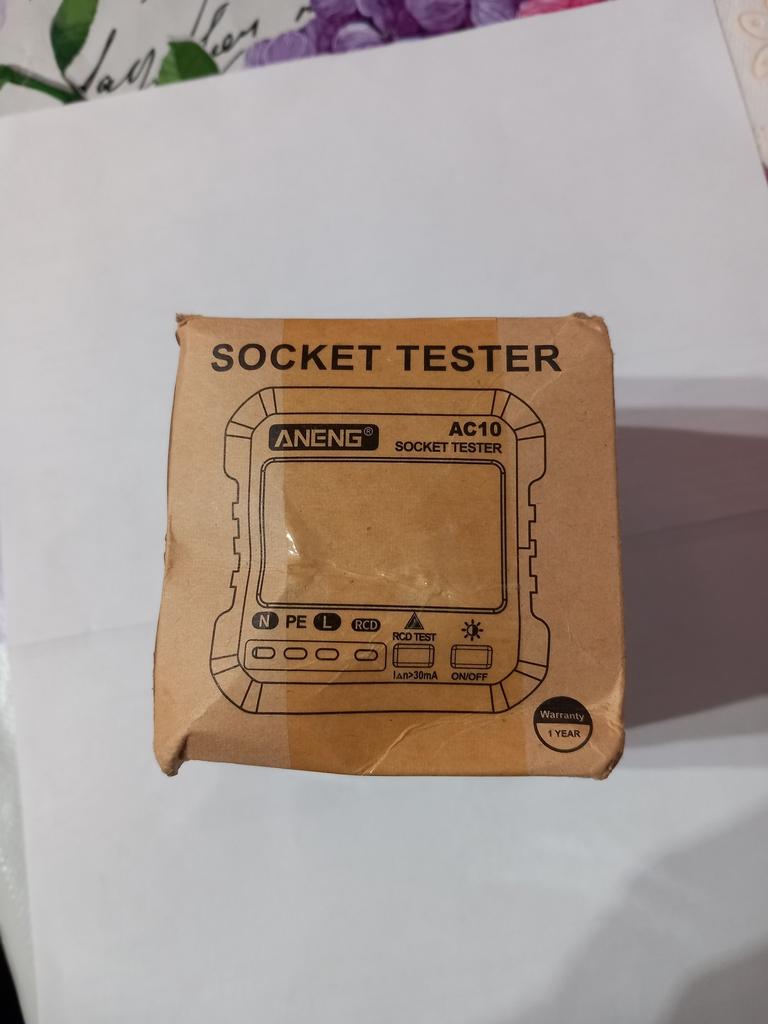 SOCKET TESTER
ANENG®
AC10
SOCKET TESTER
N PE L RCD
RCD TEST
I△n>30mA
ON/OFF
Warranty
1 YEAR